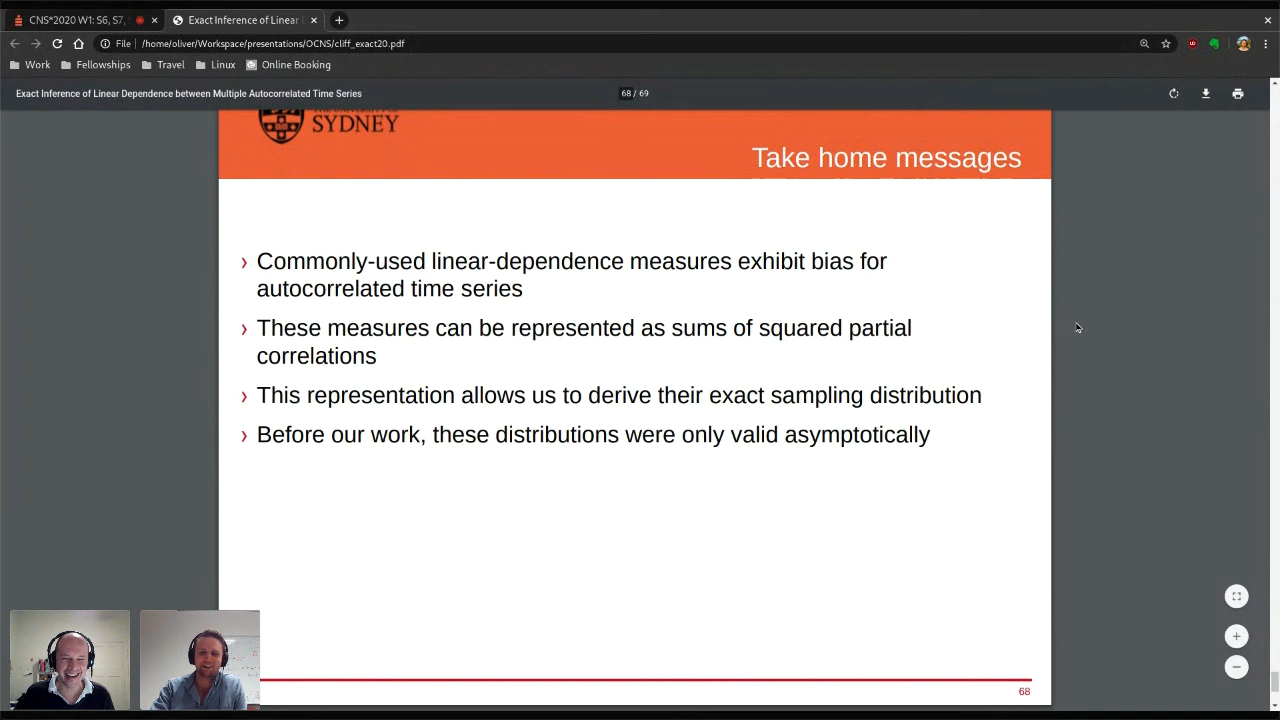 CNS*2020 W1: S6, S7,
Exact Inference of Linear
File
/home/oliver/Workspace/presentations/OCNS/cliff_exact20.pdf
Work
Fellowships
Travel
Linux
Online Booking
Exact Inference of Linear Dependence between Multiple Autocorrelated Time Series
68 / 69
SYDNEY
Take home messages
› Commonly-used linear-dependence measures exhibit bias for
autocorrelated time series
› These measures can be represented as sums of squared partial
correlations
› This representation allows us to derive their exact sampling distribution
› Before our work, these distributions were only valid asymptotically
68